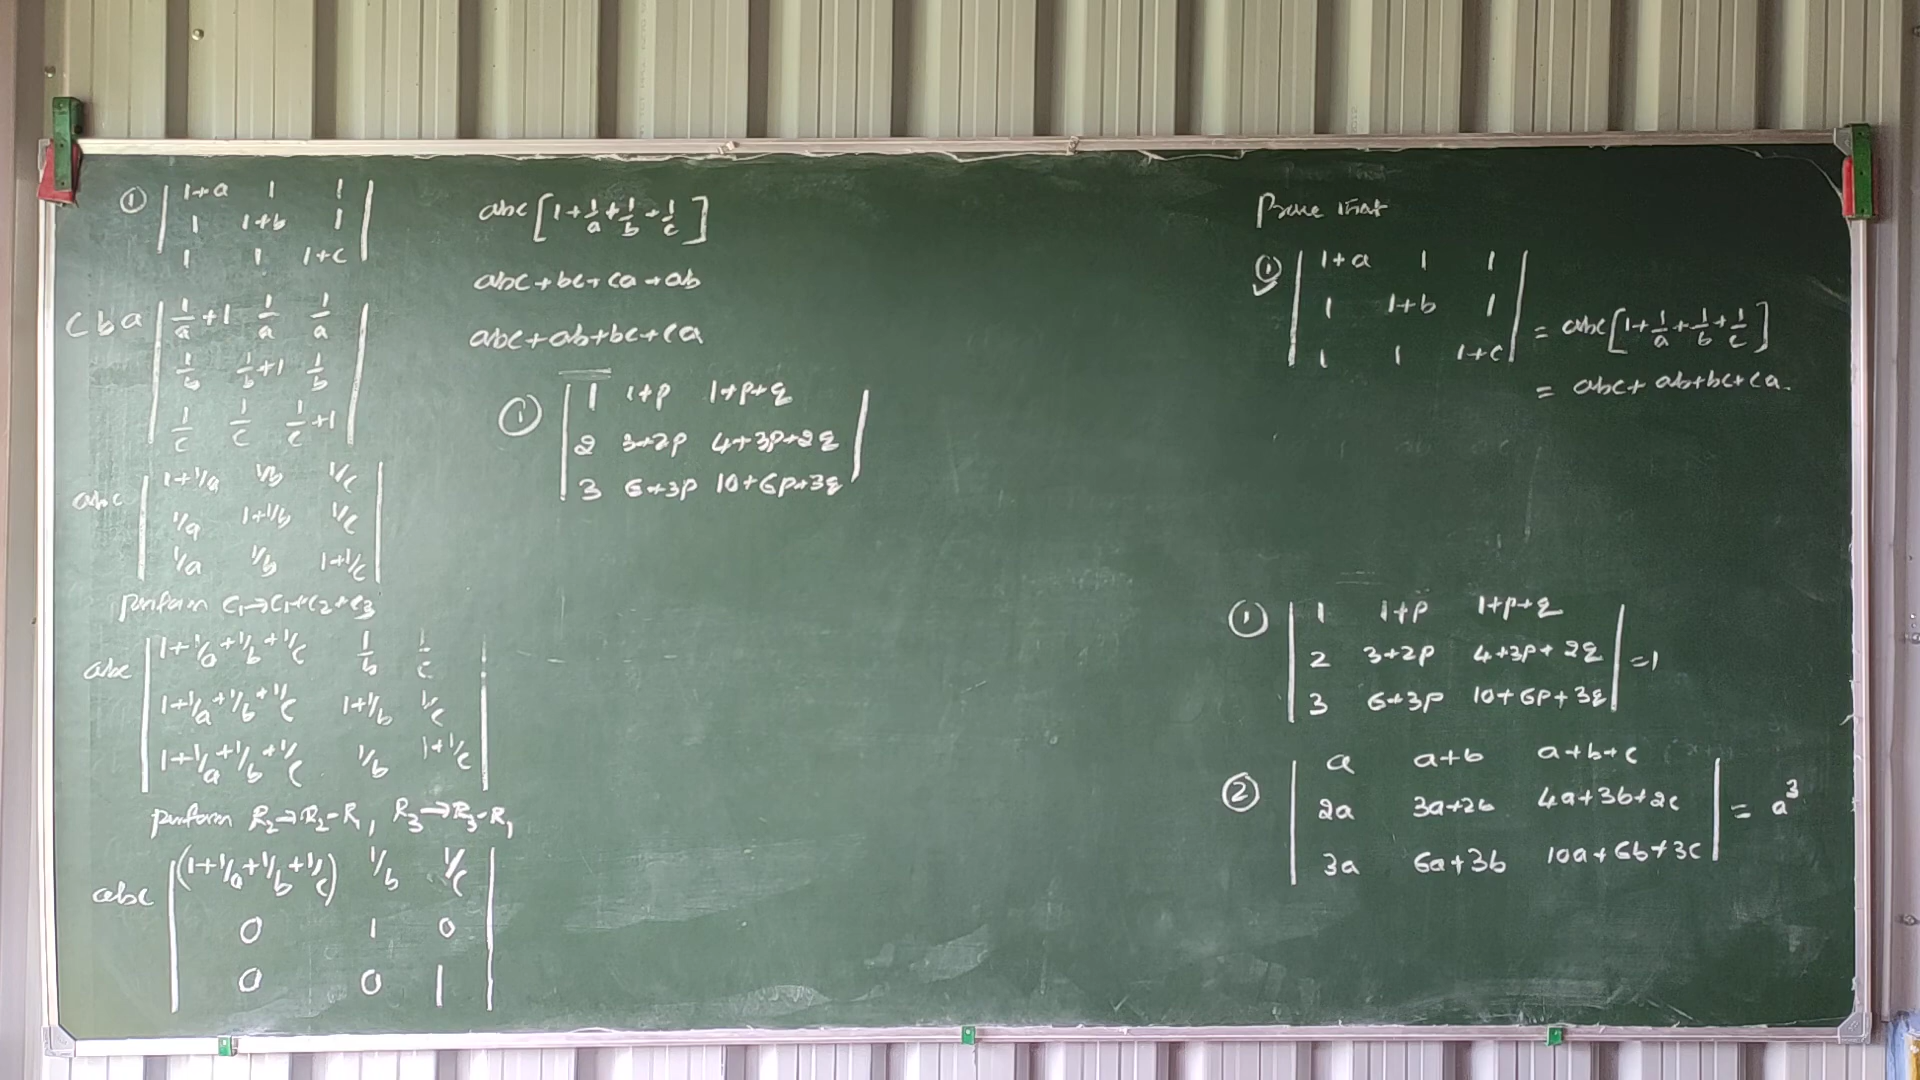 ① | 1+a 1 1 |
| 1 1+b 1 |
| 1 1 1+c |
cba | 1/a+1 1/a 1/a |
| 1/b 1/b+1 1/b |
| 1/c 1/c 1/c+1 |
abc | 1+1/a 1/b 1/c |
| 1/a 1+1/b 1/c |
| 1/a 1/b 1+1/c |
perform C₁→C₁+C₂+C₃
abc | 1+1/a+1/b+1/c 1/b 1/c |
| 1+1/a+1/b+1/c 1+1/b 1/c |
| 1+1/a+1/b+1/c 1/b 1+1/c |
perform R₂→R₂-R₁, R₃→R₃-R₁
abc | (1+1/a+1/b+1/c) 1/b 1/c |
| 0 1 0 |
| 0 0 1 |
abc[1+1/a+1/b+1/c]
abc+bc+ca+ab
abc+ab+bc+ca
① | 1 1+p 1+p+q |
| 2 3+2p 4+3p+2q |
| 3 6+3p 10+6p+3q |
Prove that
① | 1+a 1 1 |
| 1 1+b 1 | = abc[1+1/a+1/b+1/c]
| 1 1 1+c |
= abc+ab+bc+ca.
① | 1 1+p 1+p+q |
| 2 3+2p 4+3p+2q | =1
| 3 6+3p 10+6p+3q |
② | a a+b a+b+c |
| 2a 3a+2b 4a+3b+2c | = a³
| 3a 6a+3b 10a+6b+3c |